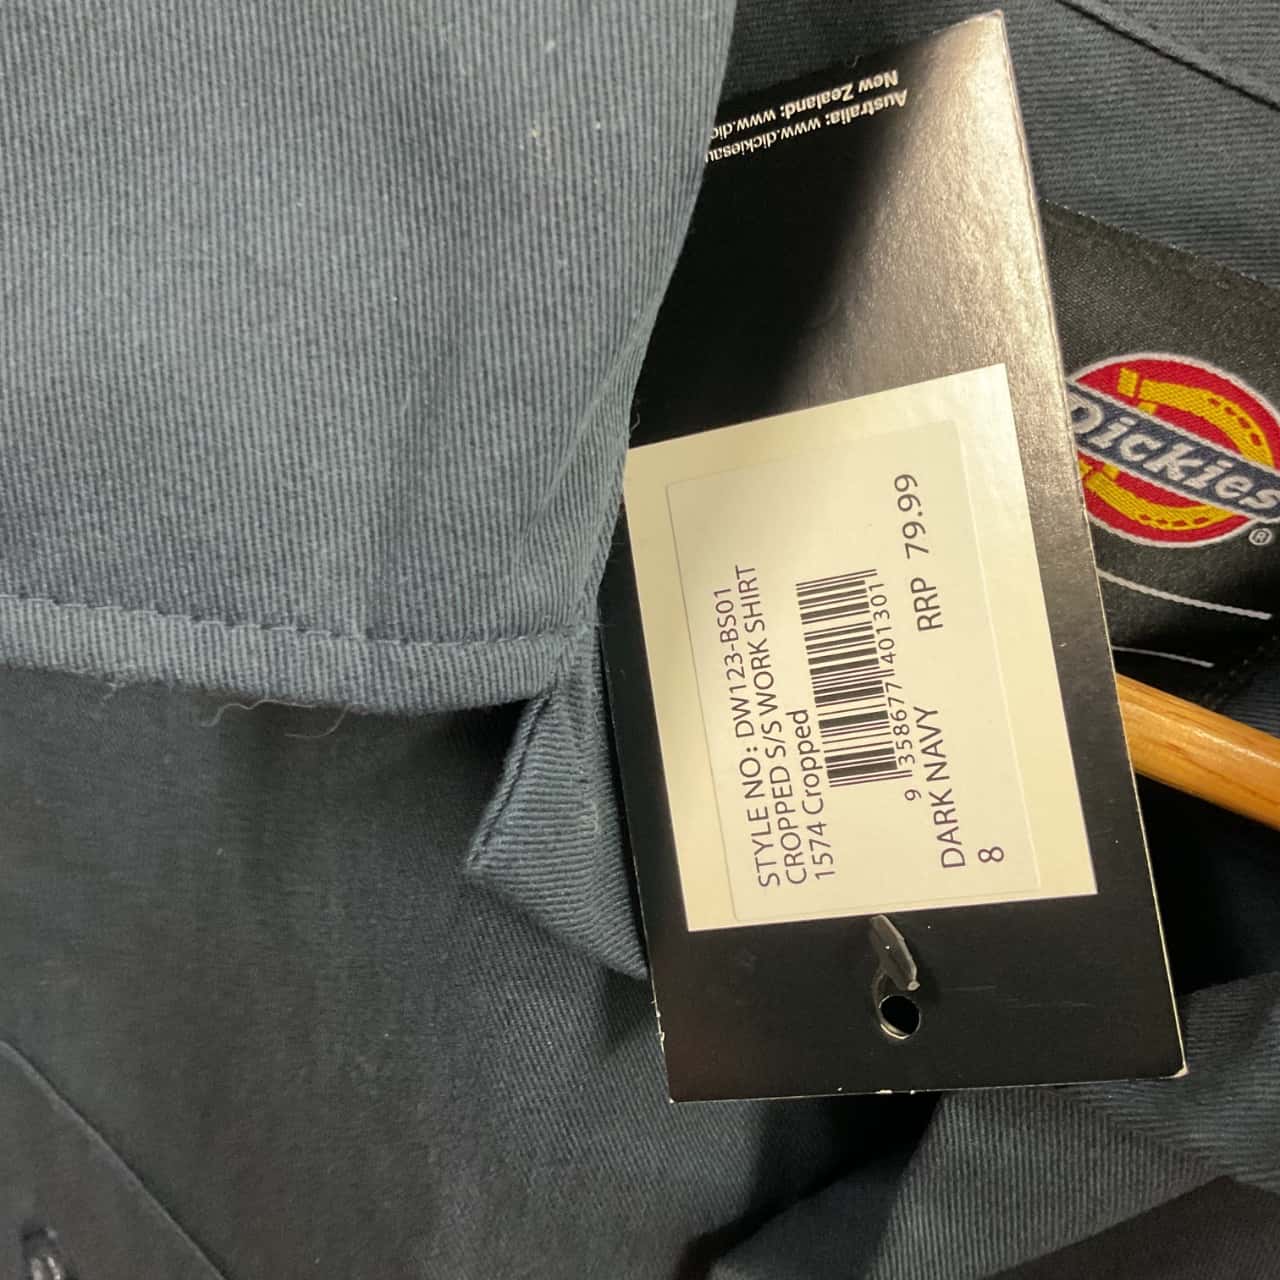 STYLE NO: DW123-BS01
CROPPED S/S WORK SHIRT
1574 Cropped
9 358677 401301
DARK NAVY RRP 79.99
8
Australia: www.dickiesau
New Zealand: www.dic
Dickies
®